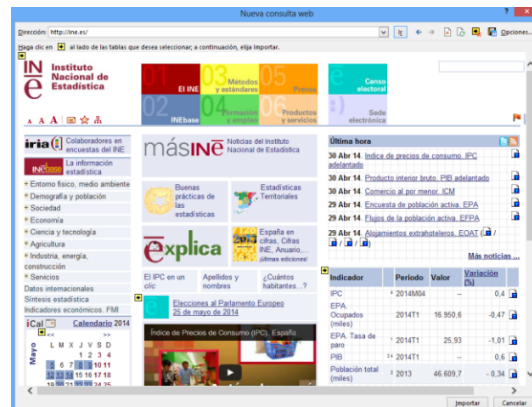 Nueva consulta web
Dirección: http://ine.es/
Ir
Opciones...
Haga clic en al lado de las tablas que desea seleccionar; a continuación, elija Importar.
INe Instituto Nacional de Estadística
A A A
01 El INE
03 Métodos y estándares
05 Prensa
02 INEbase
04 Formación y empleo
06 Productos y servicios
Censo electoral
Sede electrónica
iria Colaboradores en encuestas del INE
INEbase La información estadística
+ Entorno físico, medio ambiente
+ Demografía y población
+ Sociedad
+ Economía
+ Ciencia y tecnología
+ Agricultura
+ Industria, energía, construcción
+ Servicios
Datos internacionales
Síntesis estadística
Indicadores económicos. FMI
iCal Calendario 2014
<< >>
Mayo
L M X J V S D
1 2 3 4
5 6 7 8 9 10 11
12 13 14 15 16 17 18
19 20 21 22 23 24 25
másINe Noticias del Instituto Nacional de Estadística
Buenas prácticas de las estadísticas
Estadísticas Territoriales
explica
España en cifras, Cifras INE, Anuario,...
¡últimas ediciones!
El IPC en un clic
Apellidos y nombres
¿Cuántos habitantes...?
Elecciones al Parlamento Europeo
25 de mayo de 2014
Índice de Precios de Consumo (IPC). España
Última hora
30 Abr 14. Indice de precios de consumo. IPC adelantado
30 Abr 14. Producto interior bruto. PIB adelantado
30 Abr 14. Comercio al por menor. ICM
29 Abr 14. Encuesta de población activa. EPA
29 Abr 14. Flujos de la población activa. EFPA
29 Abr 14. Alojamientos extrahoteleros. EOAT ( / / / )
Más noticias ...
Indicador Periodo Valor Variación (%)
IPC 2014M04 -- 0,4
EPA. Ocupados (miles) 2014T1 16.950,6 -0,47
EPA. Tasa de paro 2014T1 25,93 -1,01
PIB 2014T1 -- 0,6
Población total (miles) 2013 46.609,7 - 0,34
Importar
Cancelar